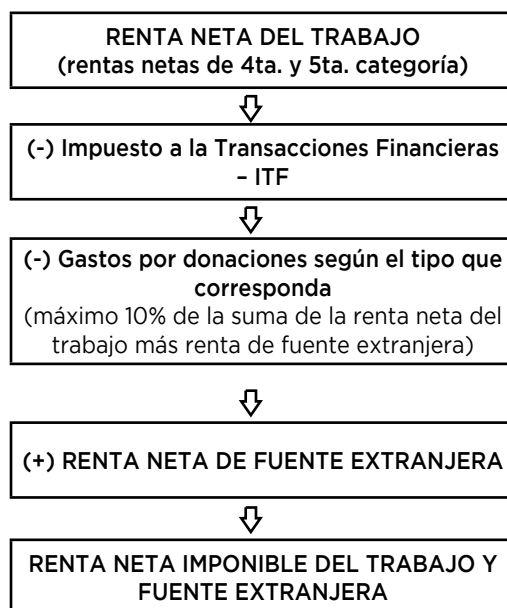 RENTA NETA DEL TRABAJO
(rentas netas de 4ta. y 5ta. categoría)
(-) Impuesto a la Transacciones Financieras
– ITF
(-) Gastos por donaciones según el tipo que
corresponda
(máximo 10% de la suma de la renta neta del
trabajo más renta de fuente extranjera)
(+) RENTA NETA DE FUENTE EXTRANJERA
RENTA NETA IMPONIBLE DEL TRABAJO Y
FUENTE EXTRANJERA